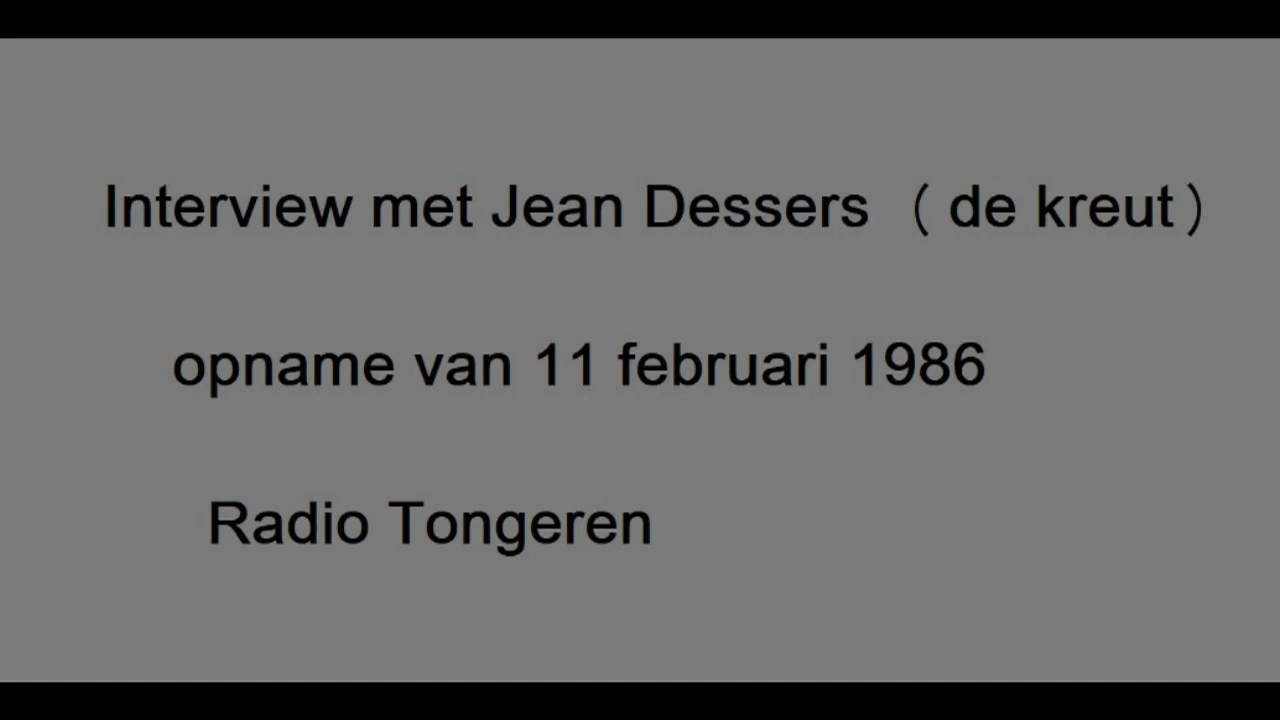 Interview met Jean Dessers ( de kreut )
opname van 11 februari 1986
Radio Tongeren